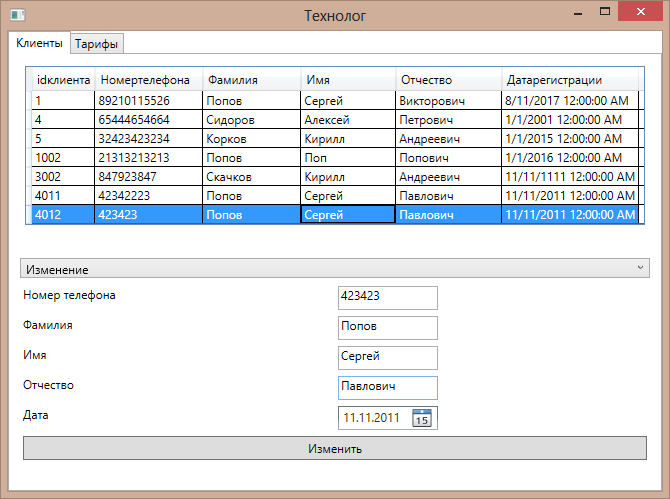 Технолог
Клиенты Тарифы
idклиента Номертелефона Фамилия Имя Отчество Датарегистрации
1 89210115526 Попов Сергей Викторович 8/11/2017 12:00:00 AM
4 65444654664 Сидоров Алексей Петрович 1/1/2001 12:00:00 AM
5 32423423234 Корков Кирилл Андреевич 1/1/2015 12:00:00 AM
1002 21313213213 Попов Поп Попович 1/1/2016 12:00:00 AM
3002 847923847 Скачков Кирилл Андреевич 11/11/1111 12:00:00 AM
4011 42342223 Попов Сергей Павлович 11/11/2011 12:00:00 AM
4012 423423 Попов Сергей Павлович 11/11/2011 12:00:00 AM
Изменение
Номер телефона 423423
Фамилия Попов
Имя Сергей
Отчество Павлович
Дата 11.11.2011 15
Изменить